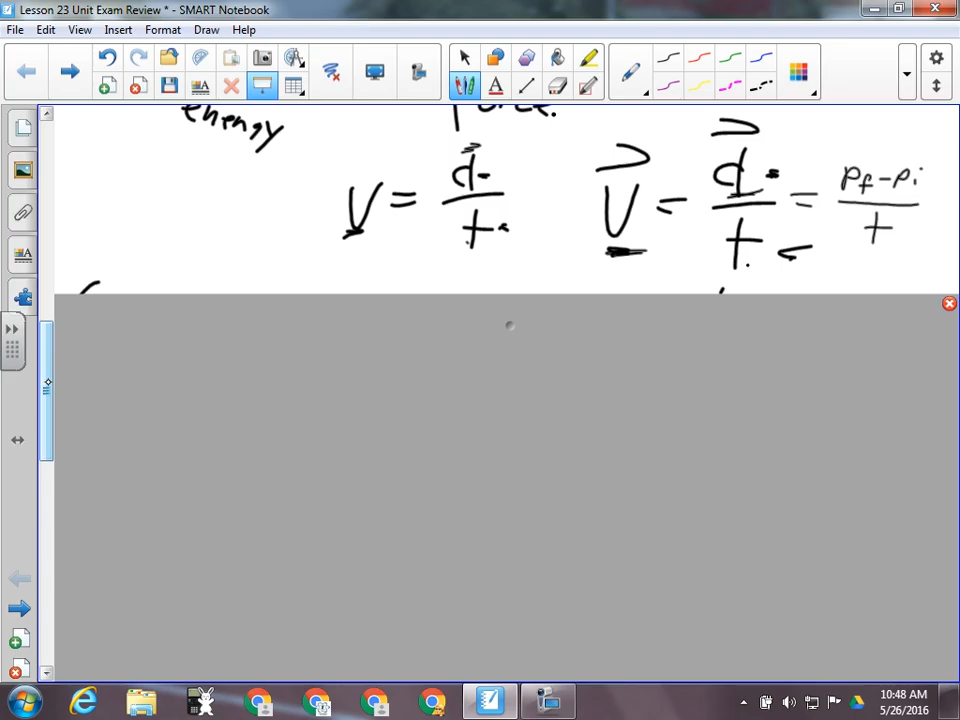 Lesson 23 Unit Exam Review * - SMART Notebook
File Edit View Insert Format Draw Help
energy
force.
v = d/t v = d/t = pf-pi/t
10:48 AM
5/26/2016